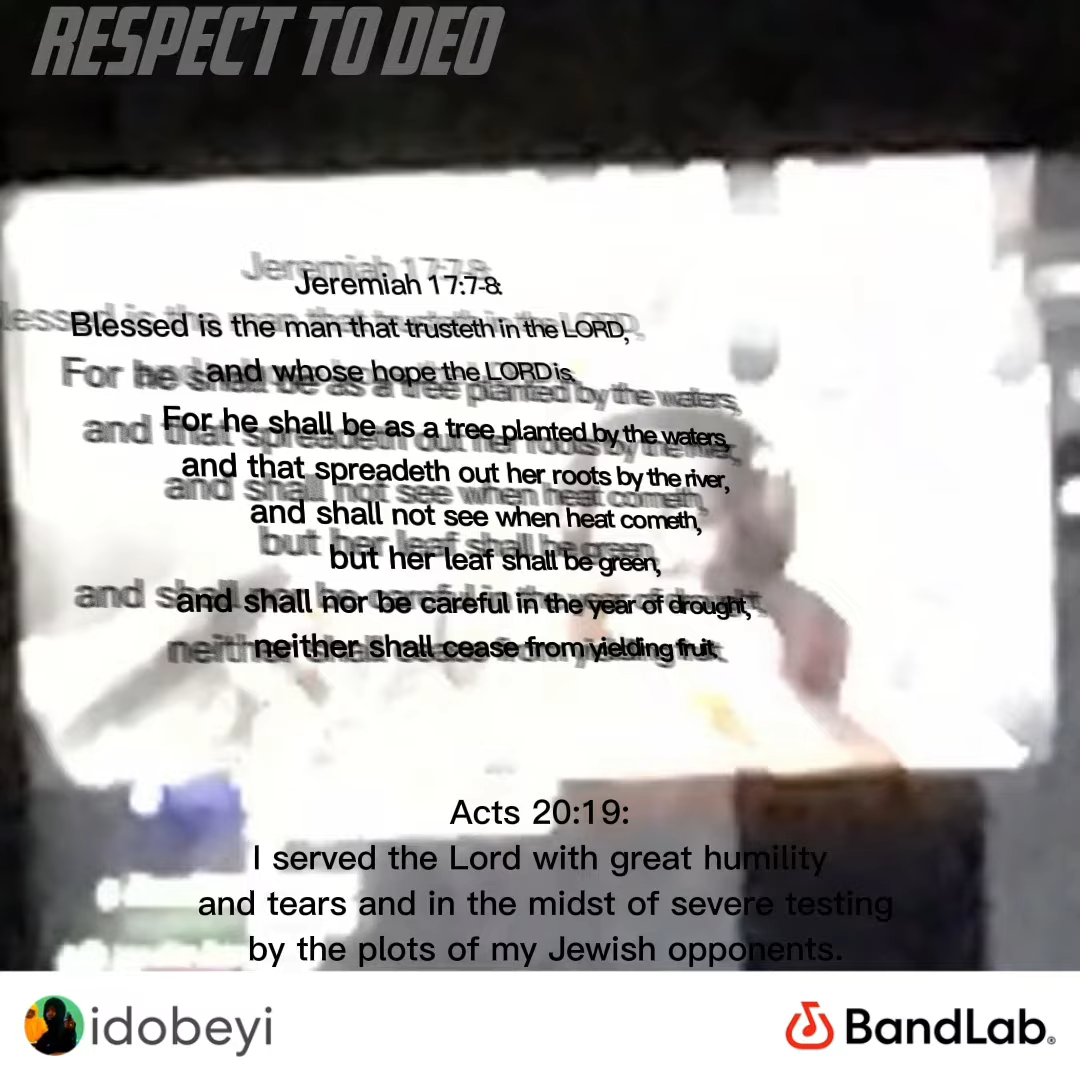 RESPECT TO DEO
Jeremiah 17:7-8:
Blessed is the man that trusteth in the LORD,
and whose hope the LORD is.
For he shall be as a tree planted by the waters,
and that spreadeth out her roots by the river,
and shall not see when heat cometh,
but her leaf shall be green,
and shall nor be careful in the year of drought,
neither shall cease from yielding fruit.
Acts 20:19:
I served the Lord with great humility
and tears and in the midst of severe testing
by the plots of my Jewish opponents.
idobeyi
BandLab®